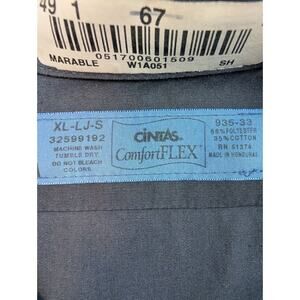 49 1 67
051700601509
MARABLE W1A051 SH
XL-LJ-S
32599192
MACHINE WASH
TUMBLE DRY
DO NOT BLEACH
COLORS
CINTAS
ComfortFLEX®
935-33
65% POLYESTER
35% COTTON
RN 61374
MADE IN HONDURAS